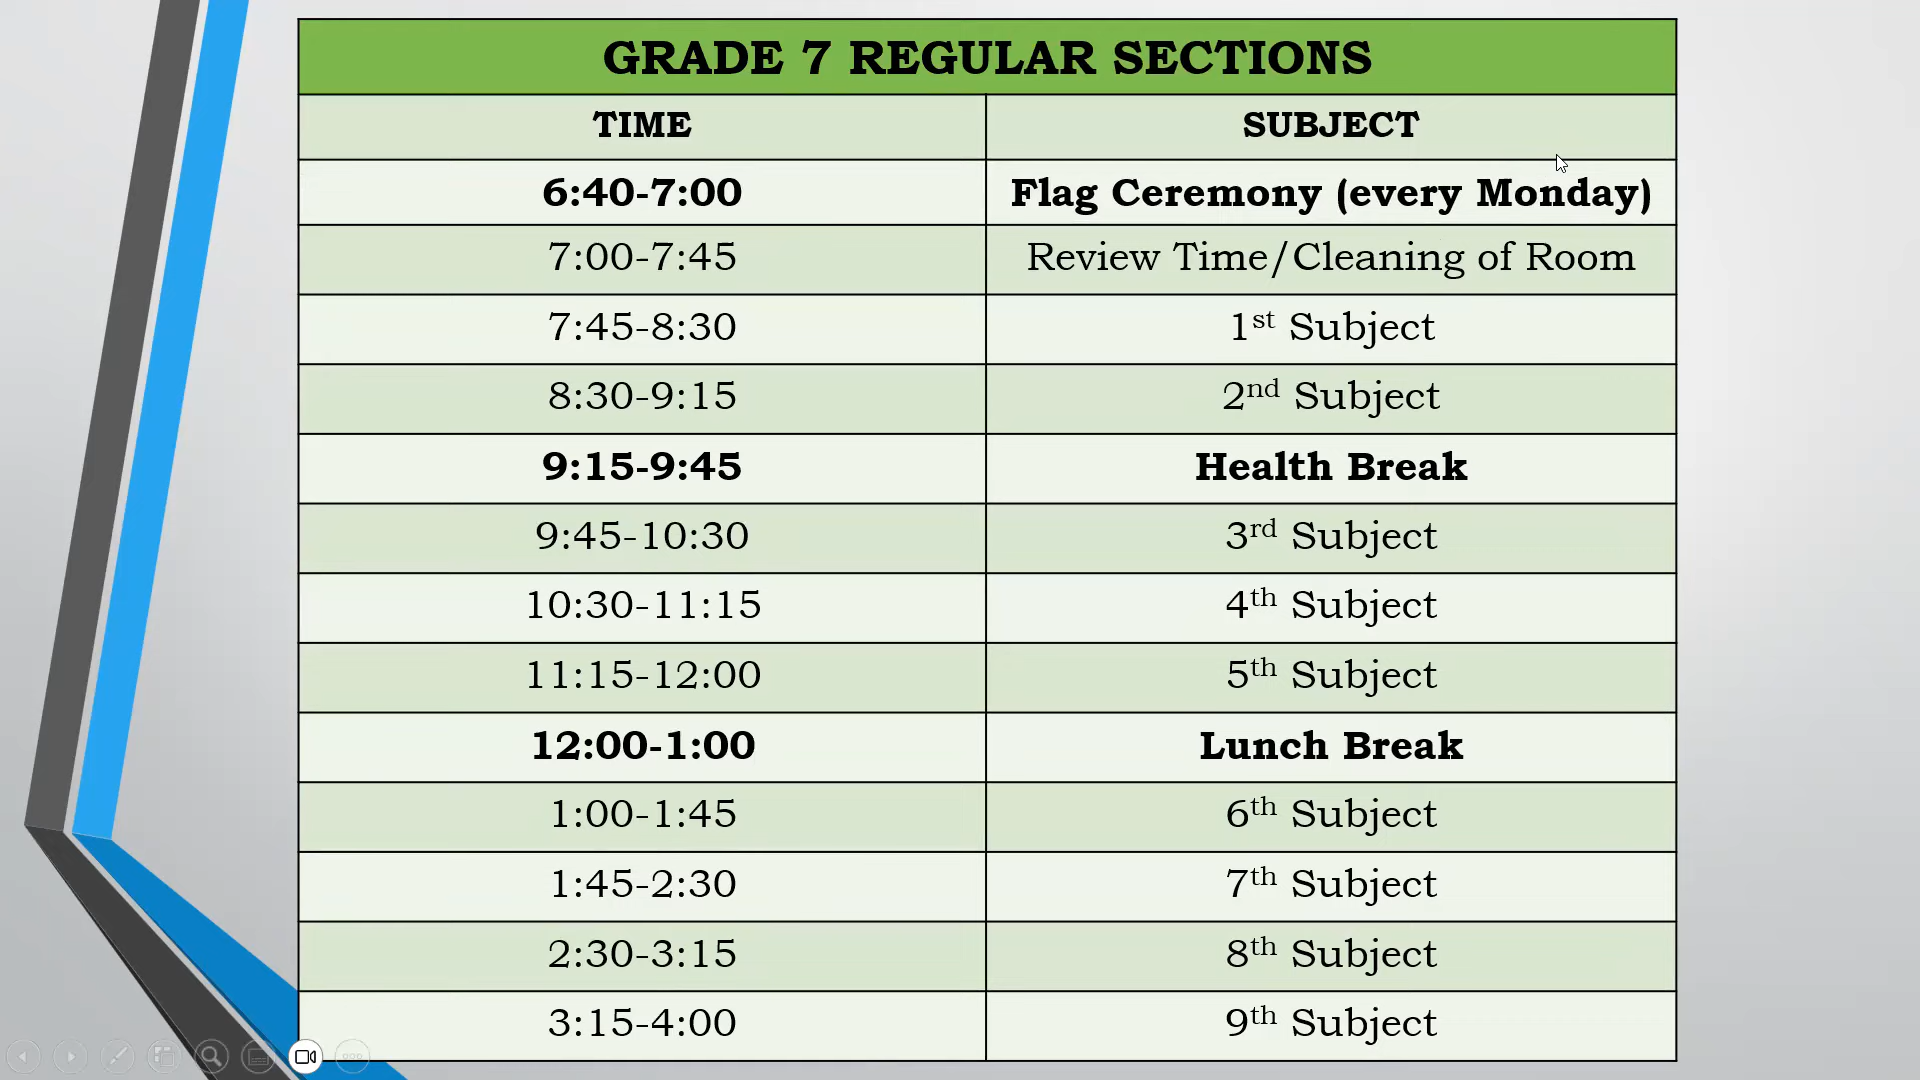 GRADE 7 REGULAR SECTIONS
TIME SUBJECT
6:40-7:00 Flag Ceremony (every Monday)
7:00-7:45 Review Time/Cleaning of Room
7:45-8:30 1st Subject
8:30-9:15 2nd Subject
9:15-9:45 Health Break
9:45-10:30 3rd Subject
10:30-11:15 4th Subject
11:15-12:00 5th Subject
12:00-1:00 Lunch Break
1:00-1:45 6th Subject
1:45-2:30 7th Subject
2:30-3:15 8th Subject
3:15-4:00 9th Subject